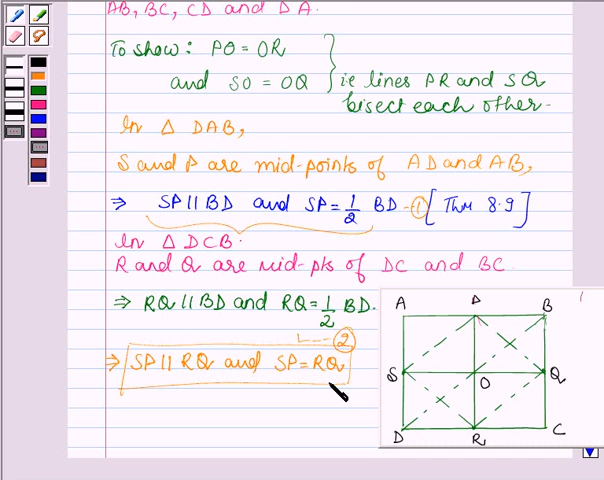 AB, BC, CD and DA.
To show: PO = OR
and SO = OQ } i.e lines PR and SQ
bisect each other.
In Δ DAB,
S and P are mid-points of AD and AB,
⇒ SP || BD and SP = 1/2 BD - ① [Thm 8.9]
In Δ DCB.
R and Q are mid-pts of DC and BC.
⇒ RQ || BD and RQ = 1/2 BD.
②
⇒ SP || RQ and SP = RQ
A
B
S
O
Q
D
R
C